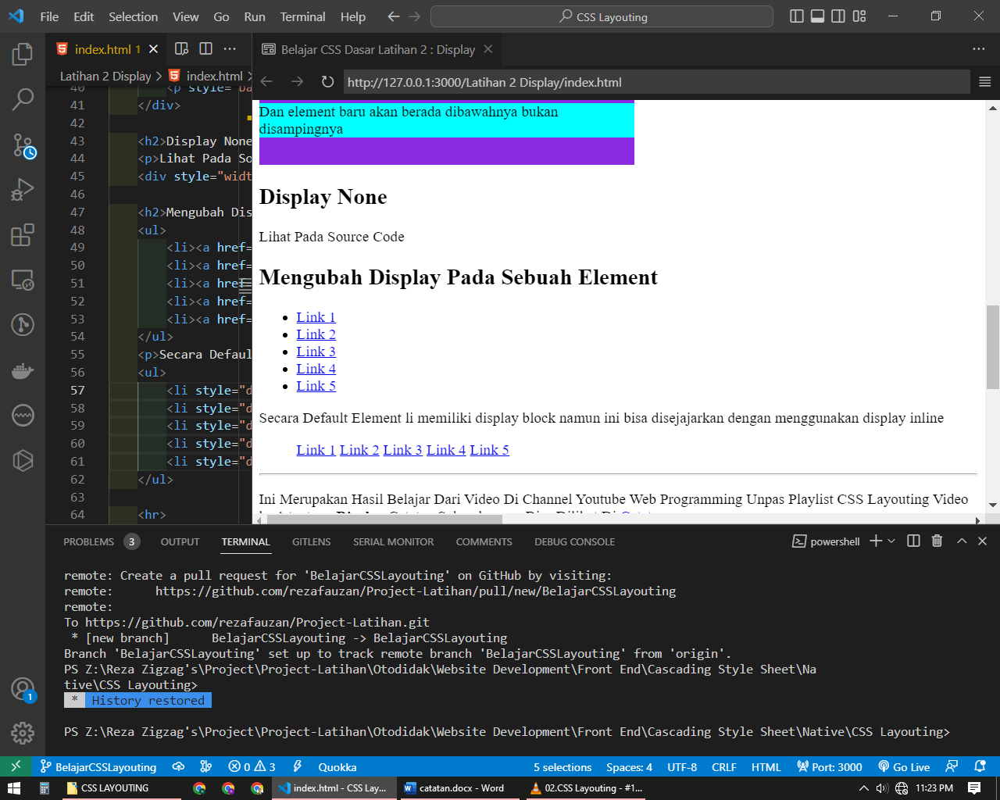 File Edit Selection View Go Run Terminal Help CSS Layouting
index.html 1
Belajar CSS Dasar Latihan 2 : Display
Latihan 2 Display > index.html >
http://127.0.0.1:3000/Latihan 2 Display/index.html
40 <p style="ba
41 </div>
42
43 <h2>Display None
44 <p>Lihat Pada So
45 <div style="widt
46
47 <h2>Mengubah Dis
48 <ul>
49 <li><a href=
50 <li><a href=
51 <li><a href=
52 <li><a href=
53 <li><a href=
54 </ul>
55 <p>Secara Defaul
56 <ul>
57 <li style="d
58 <li style="d
59 <li style="d
60 <li style="d
61 <li style="d
62 </ul>
63
64 <hr>
Dan element baru akan berada dibawahnya bukan
disampingnya
Display None
Lihat Pada Source Code
Mengubah Display Pada Sebuah Element
Link 1
Link 2
Link 3
Link 4
Link 5
Secara Default Element li memiliki display block namun ini bisa disejajarkan dengan menggunakan display inline
Link 1 Link 2 Link 3 Link 4 Link 5
Ini Merupakan Hasil Belajar Dari Video Di Channel Youtube Web Programming Unpas Playlist CSS Layouting Video
PROBLEMS 3 OUTPUT TERMINAL GITLENS SERIAL MONITOR COMMENTS DEBUG CONSOLE powershell
remote: Create a pull request for 'BelajarCSSLayouting' on GitHub by visiting:
remote:      https://github.com/rezafauzan/Project-Latihan/pull/new/BelajarCSSLayouting
remote:
To https://github.com/rezafauzan/Project-Latihan.git
* [new branch]      BelajarCSSLayouting -> BelajarCSSLayouting
Branch 'BelajarCSSLayouting' set up to track remote branch 'BelajarCSSLayouting' from 'origin'.
PS Z:\Reza Zigzag's\Project\Project-Latihan\Otodidak\Website Development\Front End\Cascading Style Sheet\Na
tive\CSS Layouting>
* History restored
PS Z:\Reza Zigzag's\Project\Project-Latihan\Otodidak\Website Development\Front End\Cascading Style Sheet\Native\CSS Layouting>
1
BelajarCSSLayouting 0 3 Quokka 5 selections Spaces: 4 UTF-8 CRLF HTML Port: 3000 Go Live
CSS LAYOUTING index.html - CSS Lay... catatan.docx - Word 02.CSS Layouting - #1... 11:23 PM